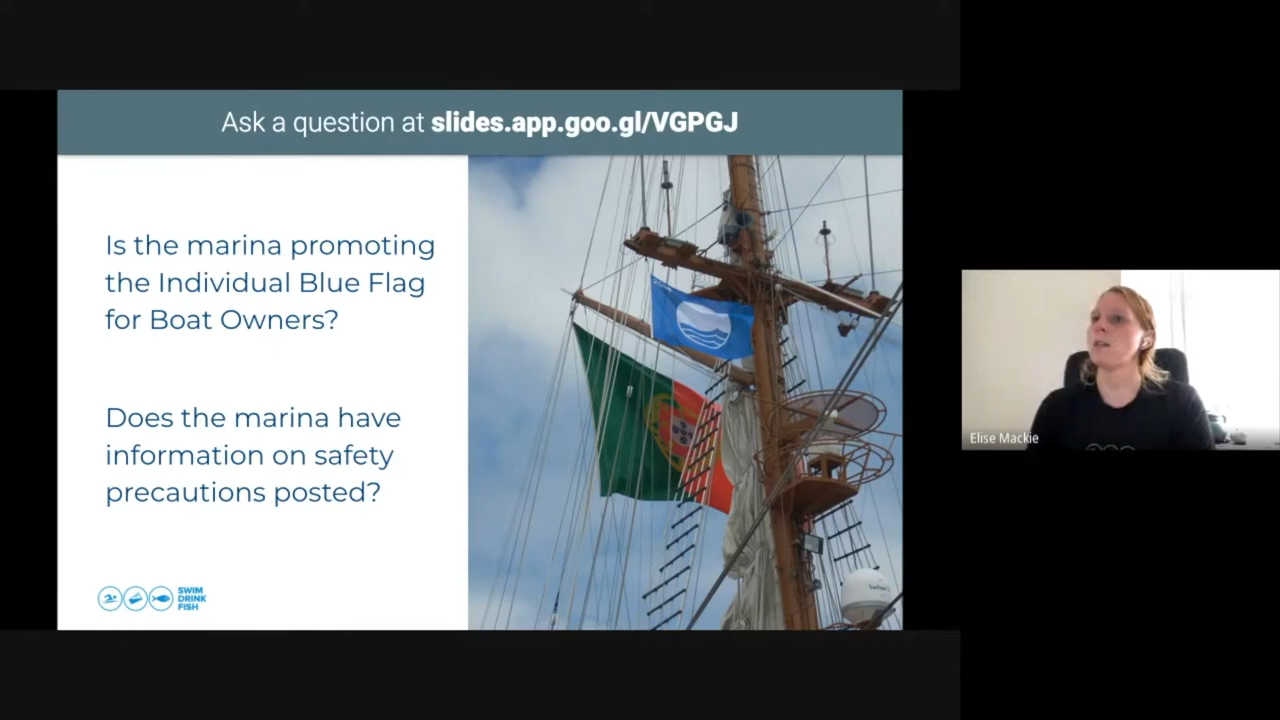 Ask a question at slides.app.goo.gl/VGPGJ
Is the marina promoting
the Individual Blue Flag
for Boat Owners?
Does the marina have
information on safety
precautions posted?
SWIM
DRINK
FISH
Elise Mackie